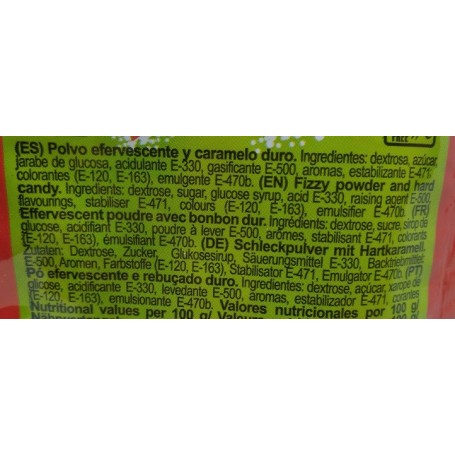 FREE
(ES) Polvo efervescente y caramelo duro. Ingredientes: dextrosa, azúcar,
jarabe de glucosa, acidulante E-330, gasificante E-500, aromas, estabilizante E-471,
colorantes (E-120, E-163), emulgente E-470b. (EN) Fizzy powder and hard
candy. Ingredients: dextrose, sugar, glucose syrup, acid E-330, raising agent E-500,
flavourings, stabiliser E-471, colours (E-120, E-163), emulsifier E-470b. (FR)
Effervescent poudre avec bonbon dur. Ingrédients: dextrose, sucre, sirop de
glucose, acidifiant E-330, poudre à lever E-500, arômes, stabilisant E-471, colorants
(E-120, E-163), émulsifiant E-470b. (DE) Schleckpulver mit Hartkaramell.
Zutaten: Dextrose, Zucker, Glukosesirup, Säuerungsmittel E-330, Backtriebmittel
E-500, Aromen, Farbstoffe (E-120, E-163), Stabilisator E-471, Emulgator E-470b. (PT)
Pó efervescente e rebuçado duro. Ingredientes: dextrose, açúcar, xarope de
glicose, acidificante E-330, levedante E-500, aromas, estabilizador E-471, corantes
(E-120, E-163), emulsionante E-470b. Valores nutricionales por 100 g/
Nutritional values per 100 g/ Valeurs